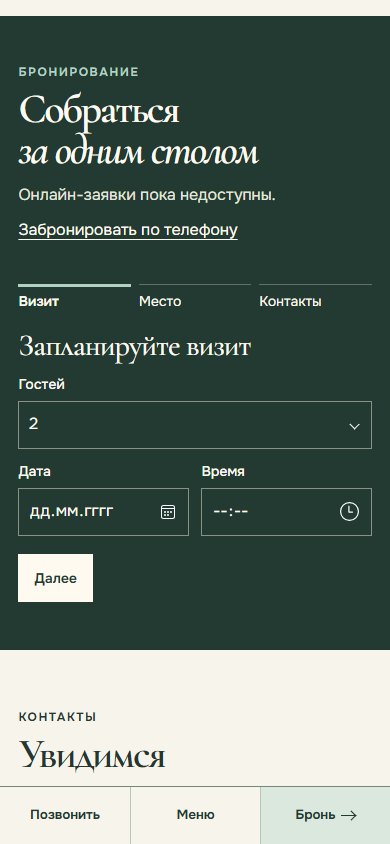 БРОНИРОВАНИЕ
Собраться
за одним столом
Онлайн-заявки пока недоступны.
Забронировать по телефону
Визит
Место
Контакты
Запланируйте визит
Гостей
2
Дата
Время
ДД.ММ.ГГГГ
--:--
Далее
КОНТАКТЫ
Увидимся
Позвонить
Меню
Бронь →